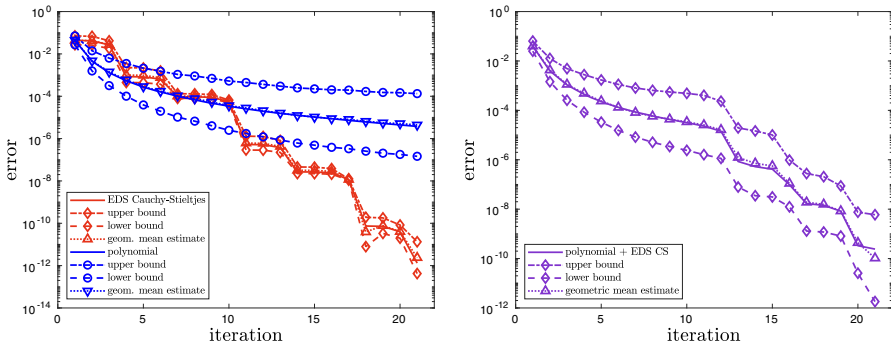 10^0
10^-2
10^-4
10^-6
10^-8
10^-10
10^-12
10^-14
error
EDS Cauchy-Stieltjes
upper bound
lower bound
geom. mean estimate
polynomial
upper bound
lower bound
geom. mean estimate
0 5 10 15 20
iteration
10^0
10^-2
10^-4
10^-6
10^-8
10^-10
10^-12
error
polynomial + EDS CS
upper bound
lower bound
geometric mean estimate
0 5 10 15 20
iteration